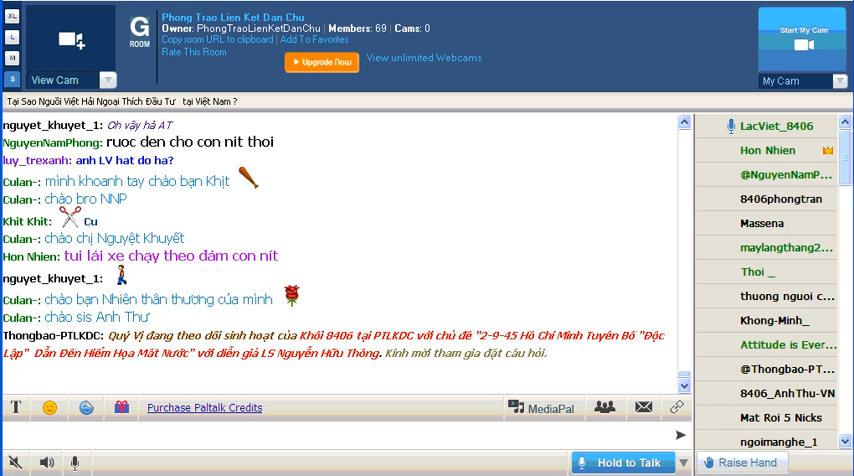 XL
L
M
S
View Cam
G
ROOM
Phong Trao Lien Ket Dan Chu
Owner: PhongTraoLienKetDanChu | Members: 69 | Cams: 0
Copy room URL to clipboard | Add To Favorites
Rate This Room
Upgrade Now
View unlimited Webcams
Start My Cam
My Cam
Tại Sao Người Việt Hải Ngoại Thích Đầu Tư tại Việt Nam ?
nguyet_khuyet_1: Oh vậy hả AT
NguyenNamPhong: ruoc den cho con nit thoi
luy_trexanh: anh LV hat do ha?
Culan-: mình khoanh tay chào bạn Khịt
Culan-: chào bro NNP
Khit Khit: Cu
Culan-: chào chị Nguyệt Khuyết
Hon Nhien: tui lái xe chạy theo đám con nít
nguyet_khuyet_1:
Culan-: chào bạn Nhiên thân thương của mình
Culan-: chào sis Anh Thư
Thongbao-PTLKDC: Quý Vị đang theo dõi sinh hoạt của Khối 8406 tại PTLKDC với chủ đề "2-9-45 Hồ Chí Minh Tuyên Bố "Độc
Lập" Dẫn Đến Hiểm Họa Mất Nước" với diễn giả LS Nguyễn Hữu Thống. Kính mời tham gia đặt câu hỏi.
LacViet_8406
Hon Nhien
@NguyenNamP...
8406phongtran
Massena
maylangthang2...
Thoi _
thuong nguoi c...
Khong-Minh_
Attitude is Ever...
@Thongbao-PT...
8406_AnhThu-VN
Mat Roi 5 Nicks
ngoimanghe_1
T
Purchase Paltalk Credits
MediaPal
Hold to Talk
Raise Hand